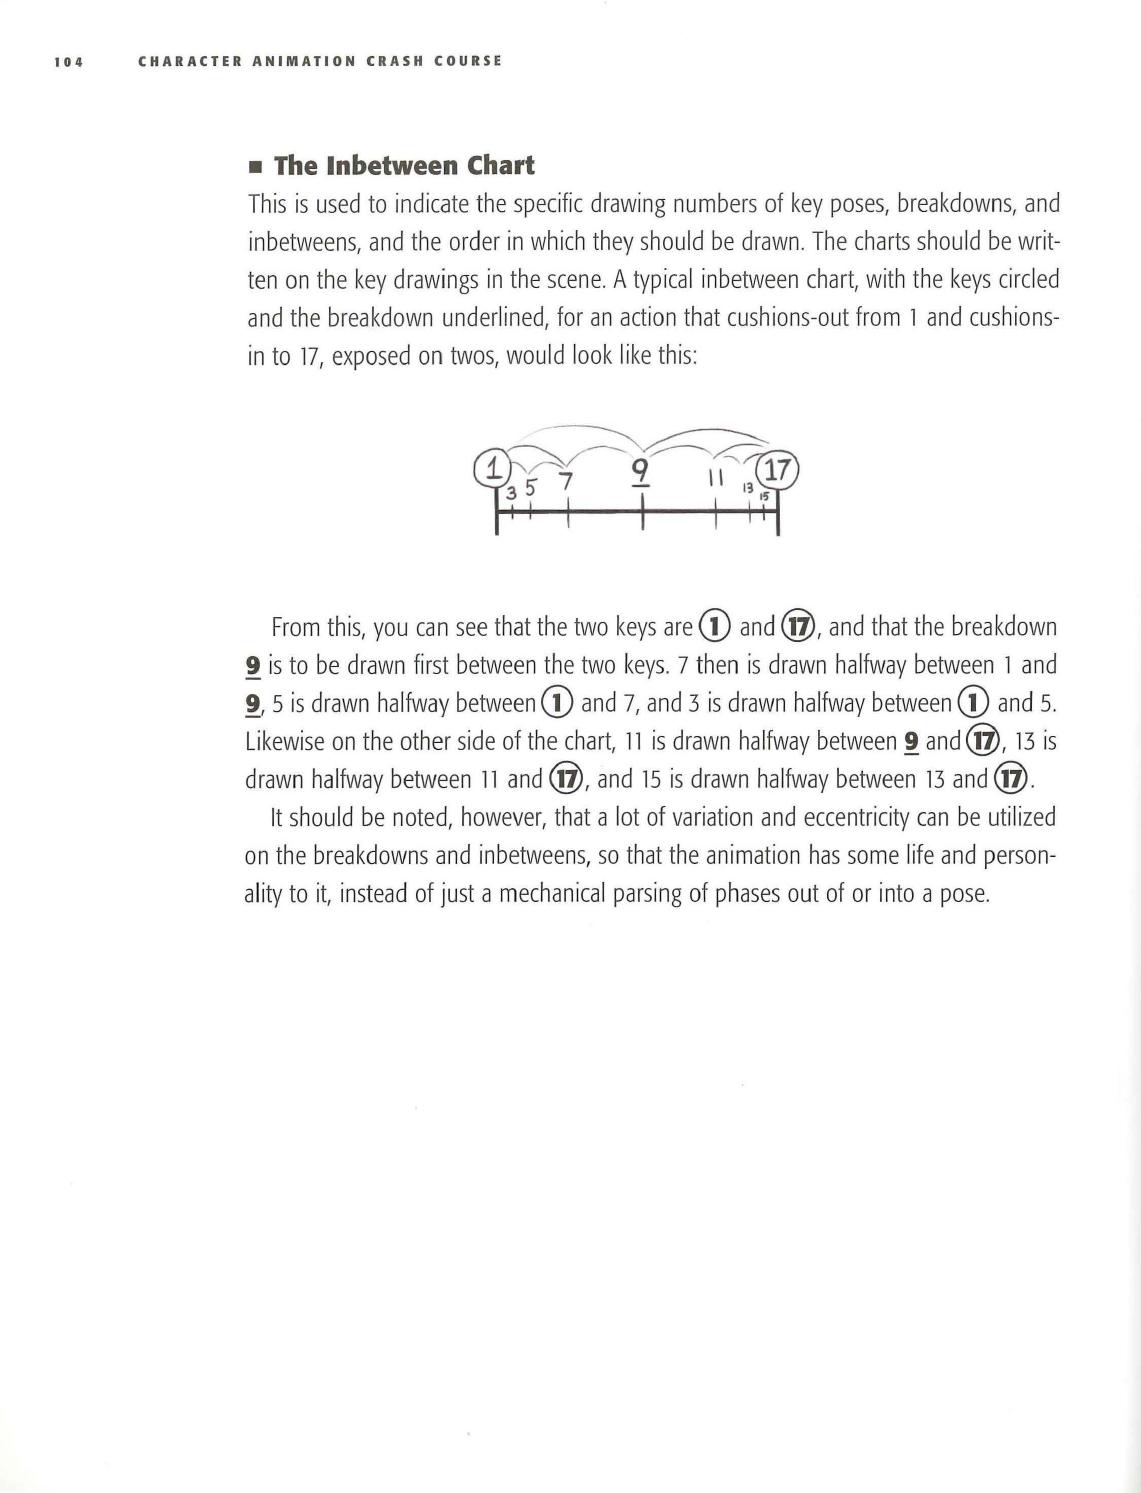 104 CHARACTER ANIMATION CRASH COURSE
■ The Inbetween Chart
This is used to indicate the specific drawing numbers of key poses, breakdowns, and
inbetweens, and the order in which they should be drawn. The charts should be writ-
ten on the key drawings in the scene. A typical inbetween chart, with the keys circled
and the breakdown underlined, for an action that cushions-out from 1 and cushions-
in to 17, exposed on twos, would look like this:
1 3 5 7 9 11 13 15 17
From this, you can see that the two keys are ① and ⑰, and that the breakdown
9 is to be drawn first between the two keys. 7 then is drawn halfway between 1 and
9, 5 is drawn halfway between ① and 7, and 3 is drawn halfway between ① and 5.
Likewise on the other side of the chart, 11 is drawn halfway between 9 and ⑰, 13 is
drawn halfway between 11 and ⑰, and 15 is drawn halfway between 13 and ⑰.
It should be noted, however, that a lot of variation and eccentricity can be utilized
on the breakdowns and inbetweens, so that the animation has some life and person-
ality to it, instead of just a mechanical parsing of phases out of or into a pose.